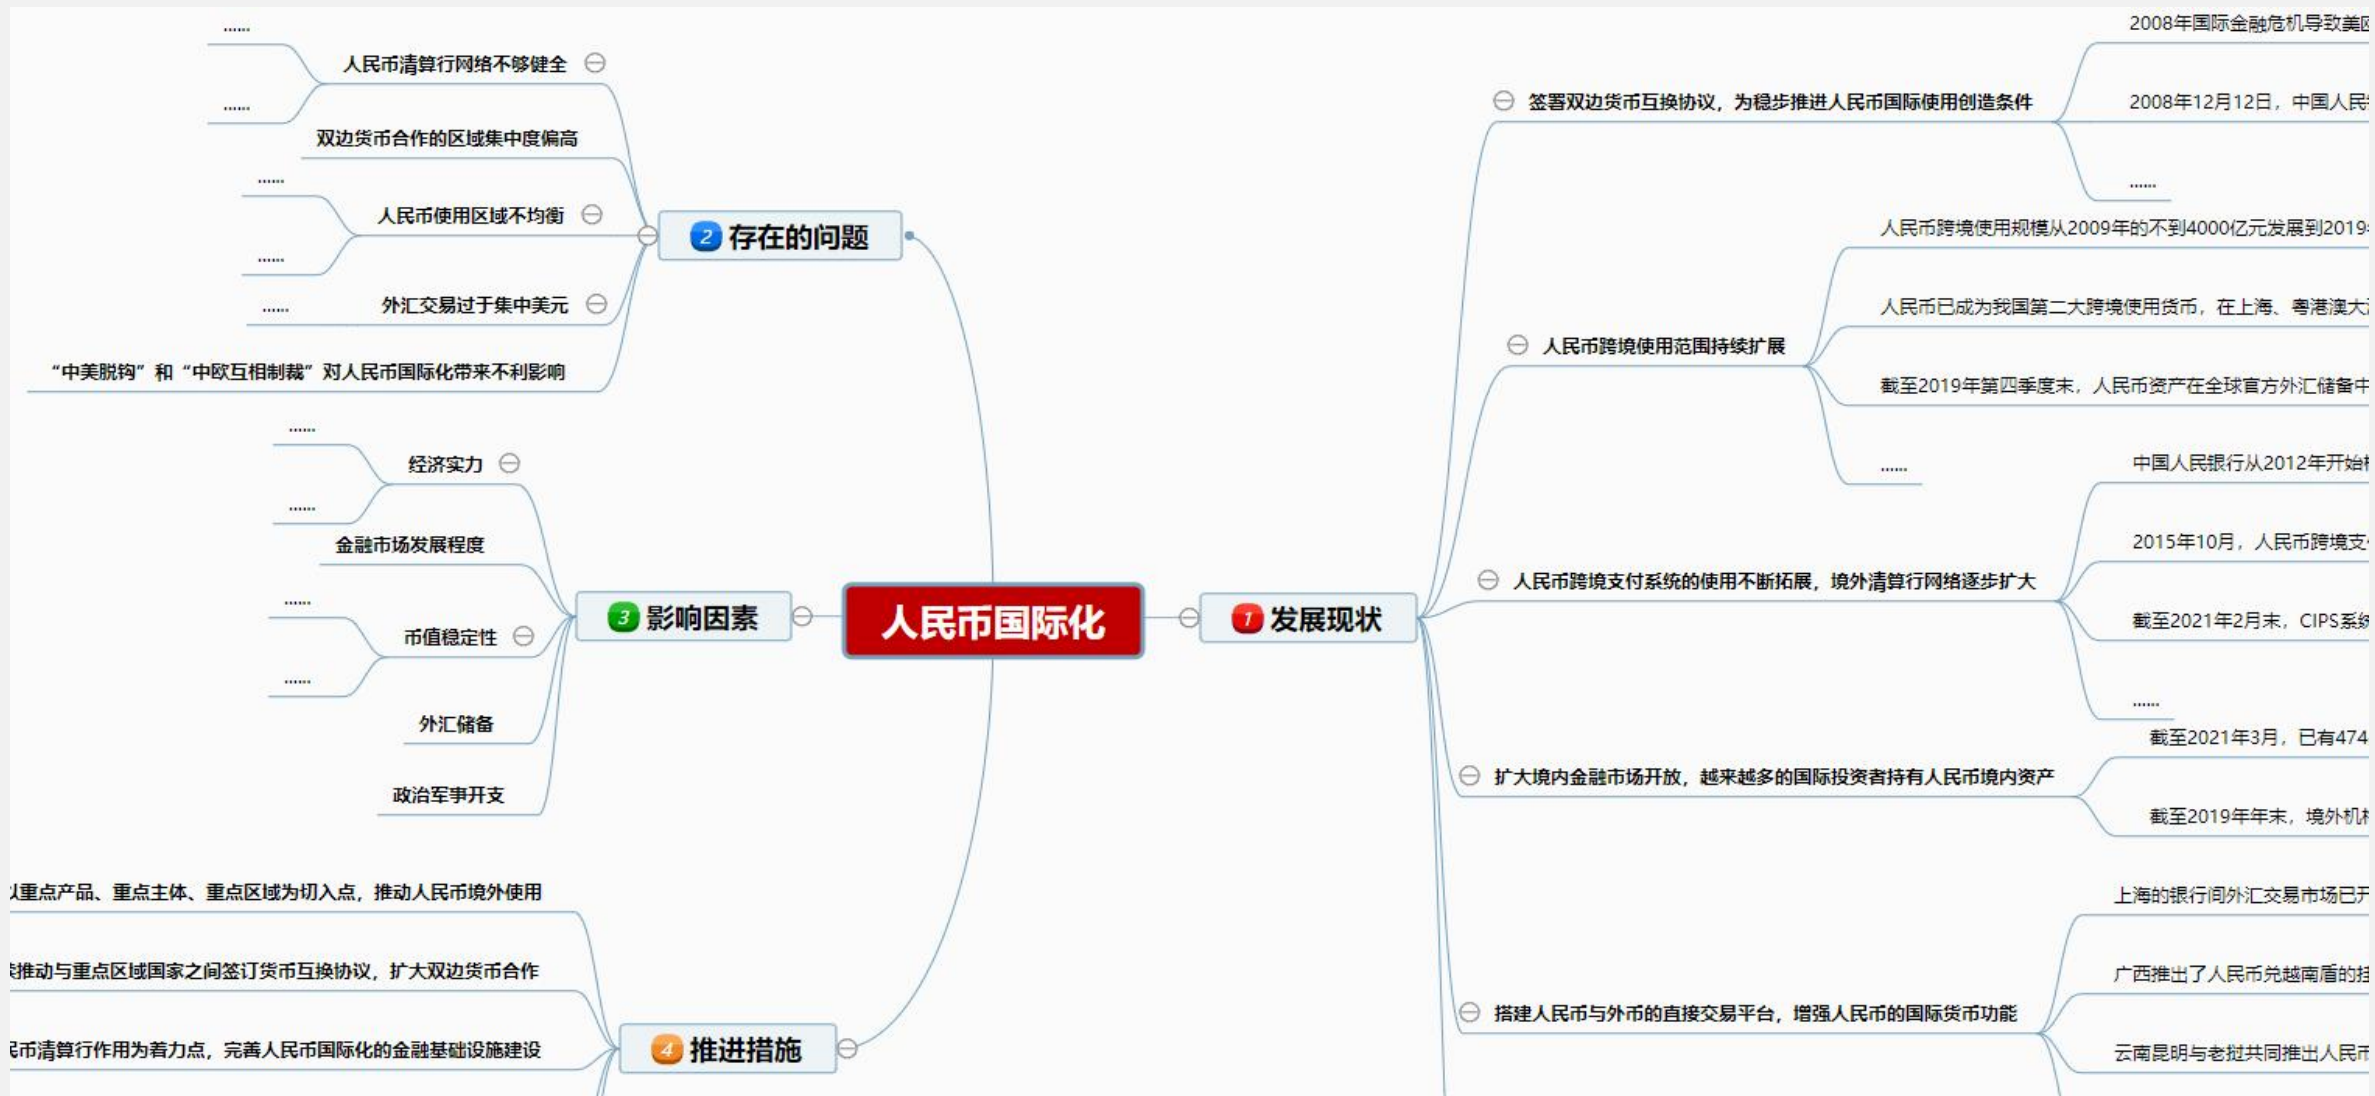 人民币国际化
1 发展现状
签署双边货币互换协议，为稳步推进人民币国际使用创造条件
2008年国际金融危机导致美
2008年12月12日，中国人民
……
人民币跨境使用范围持续扩展
人民币跨境使用规模从2009年的不到4000亿元发展到2019
人民币已成为我国第二大跨境使用货币，在上海、粤港澳大
截至2019年第四季度末，人民币资产在全球官方外汇储备中
……
人民币跨境支付系统的使用不断拓展，境外清算行网络逐步扩大
中国人民银行从2012年开始
2015年10月，人民币跨境支
截至2021年2月末，CIPS系
……
扩大境内金融市场开放，越来越多的国际投资者持有人民币境内资产
截至2021年3月，已有474
截至2019年年末，境外机
搭建人民币与外币的直接交易平台，增强人民币的国际货币功能
上海的银行间外汇交易市场已
广西推出了人民币兑越南盾的
云南昆明与老挝共同推出人民币
2 存在的问题
人民币清算行网络不够健全
……
……
双边货币合作的区域集中度偏高
人民币使用区域不均衡
……
……
外汇交易过于集中美元
……
“中美脱钩”和“中欧互相制裁”对人民币国际化带来不利影响
3 影响因素
经济实力
……
……
金融市场发展程度
币值稳定性
……
……
外汇储备
政治军事开支
4 推进措施
重点产品、重点主体、重点区域为切入点，推动人民币境外使用
推动与重点区域国家之间签订货币互换协议，扩大双边货币合作
币清算行作用为着力点，完善人民币国际化的金融基础设施建设